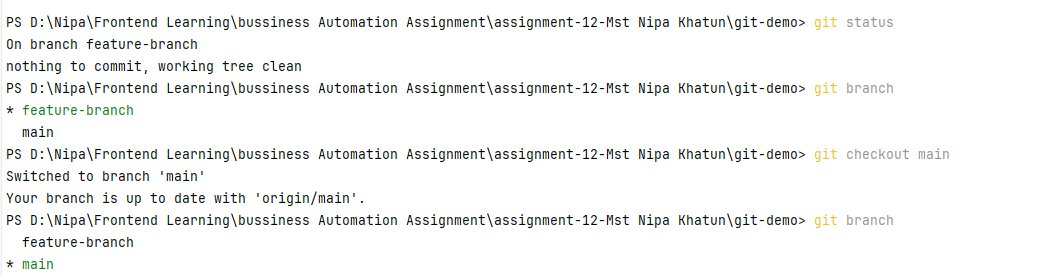 PS D:\Nipa\Frontend Learning\bussiness Automation Assignment\assignment-12-Mst Nipa Khatun\git-demo> git status
On branch feature-branch
nothing to commit, working tree clean
PS D:\Nipa\Frontend Learning\bussiness Automation Assignment\assignment-12-Mst Nipa Khatun\git-demo> git branch
* feature-branch
  main
PS D:\Nipa\Frontend Learning\bussiness Automation Assignment\assignment-12-Mst Nipa Khatun\git-demo> git checkout main
Switched to branch 'main'
Your branch is up to date with 'origin/main'.
PS D:\Nipa\Frontend Learning\bussiness Automation Assignment\assignment-12-Mst Nipa Khatun\git-demo> git branch
  feature-branch
* main